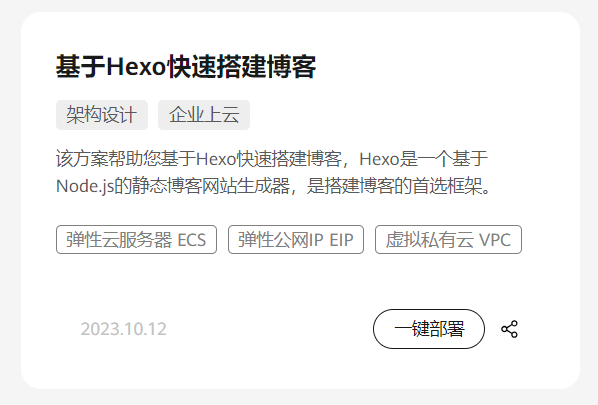 基于Hexo快速搭建博客
架构设计 企业上云
该方案帮助您基于Hexo快速搭建博客，Hexo是一个基于
Node.js的静态博客网站生成器，是搭建博客的首选框架。
弹性云服务器 ECS 弹性公网IP EIP 虚拟私有云 VPC
2023.10.12 一键部署